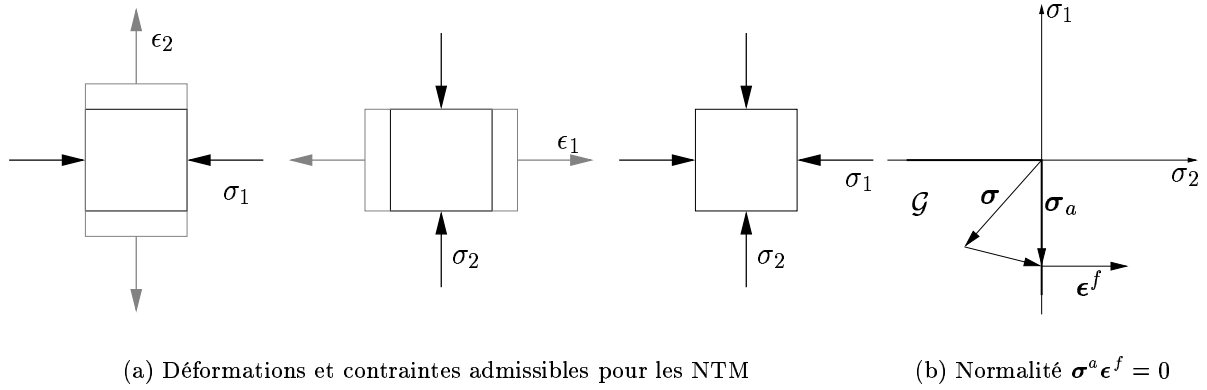 ϵ₂
σ₁
ϵ₁
σ₂
σ₁
σ₂
σ₁
σ₂
𝒢
σ
σₐ
ϵᶠ
(a) Déformations et contraintes admissibles pour les NTM
(b) Normalité σᵃϵᶠ = 0